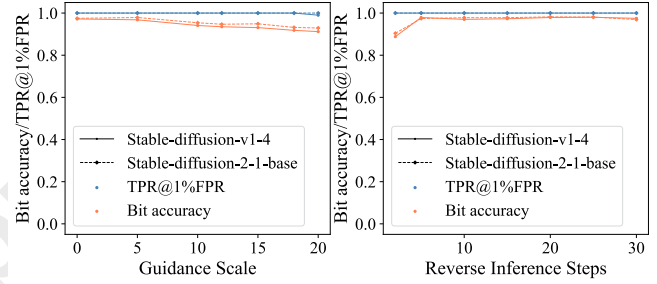 Bit accuracy/TPR@1%FPR
1.0
0.8
0.6
0.4
0.2
0.0
Stable-diffusion-v1-4
Stable-diffusion-2-1-base
TPR@1%FPR
Bit accuracy
0
5
10
15
20
Guidance Scale
Bit accuracy/TPR@1%FPR
1.0
0.8
0.6
0.4
0.2
0.0
Stable-diffusion-v1-4
Stable-diffusion-2-1-base
TPR@1%FPR
Bit accuracy
10
20
30
Reverse Inference Steps